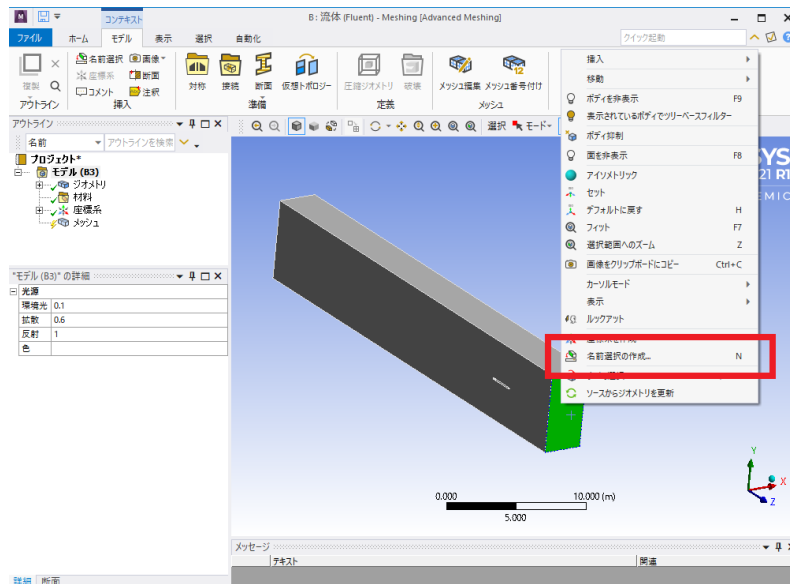 B: 流体 (Fluent) - Meshing [Advanced Meshing]
コンテキスト
ファイル ホーム モデル 表示 選択 自動化
クイック起動
複製
名前選択 画像
座標系 断面
コメント 注釈
対称 接続 断面 仮想トポロジー
圧縮ジオメトリ 破壊
メッシュ編集 メッシュ番号付け
アウトライン 挿入 準備 定義 メッシュ
アウトライン
名前 アウトラインを検索
プロジェクト*
モデル (B3)
ジオメトリ
材料
座標系
メッシュ
選択 モード
"モデル (B3)" の詳細
光源
環境光 0.1
拡散 0.6
反射 1
色
挿入
移動
ボディを非表示 F9
表示されているボディでツリーベースフィルター
ボディ抑制
面を非表示 F8
アイソメトリック
セット
デフォルトに戻す H
フィット F7
選択範囲へのズーム Z
画像をクリップボードにコピー Ctrl+C
カーソルモード
表示
ルックアット
名前選択の作成... N
ソースからジオメトリを更新
SYS
21 R1
EMIC
0.000 10.000 (m)
5.000
Y
X
Z
メッセージ
テキスト 関連
詳細 断面